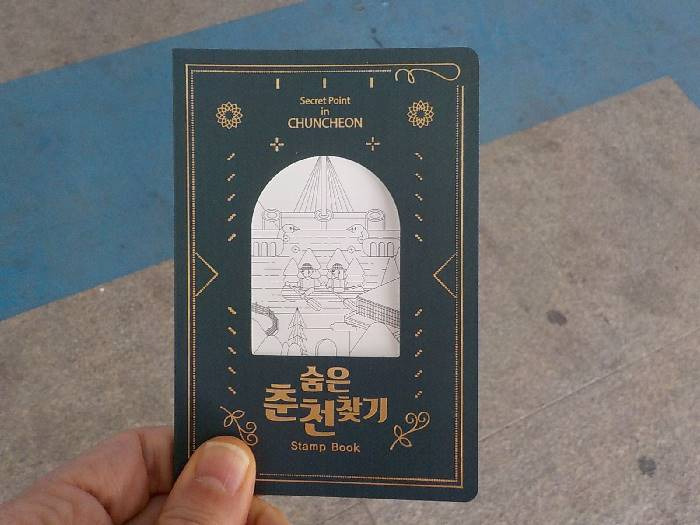 Secret Point
in
CHUNCHEON
숨은
춘천찾기
Stamp Book